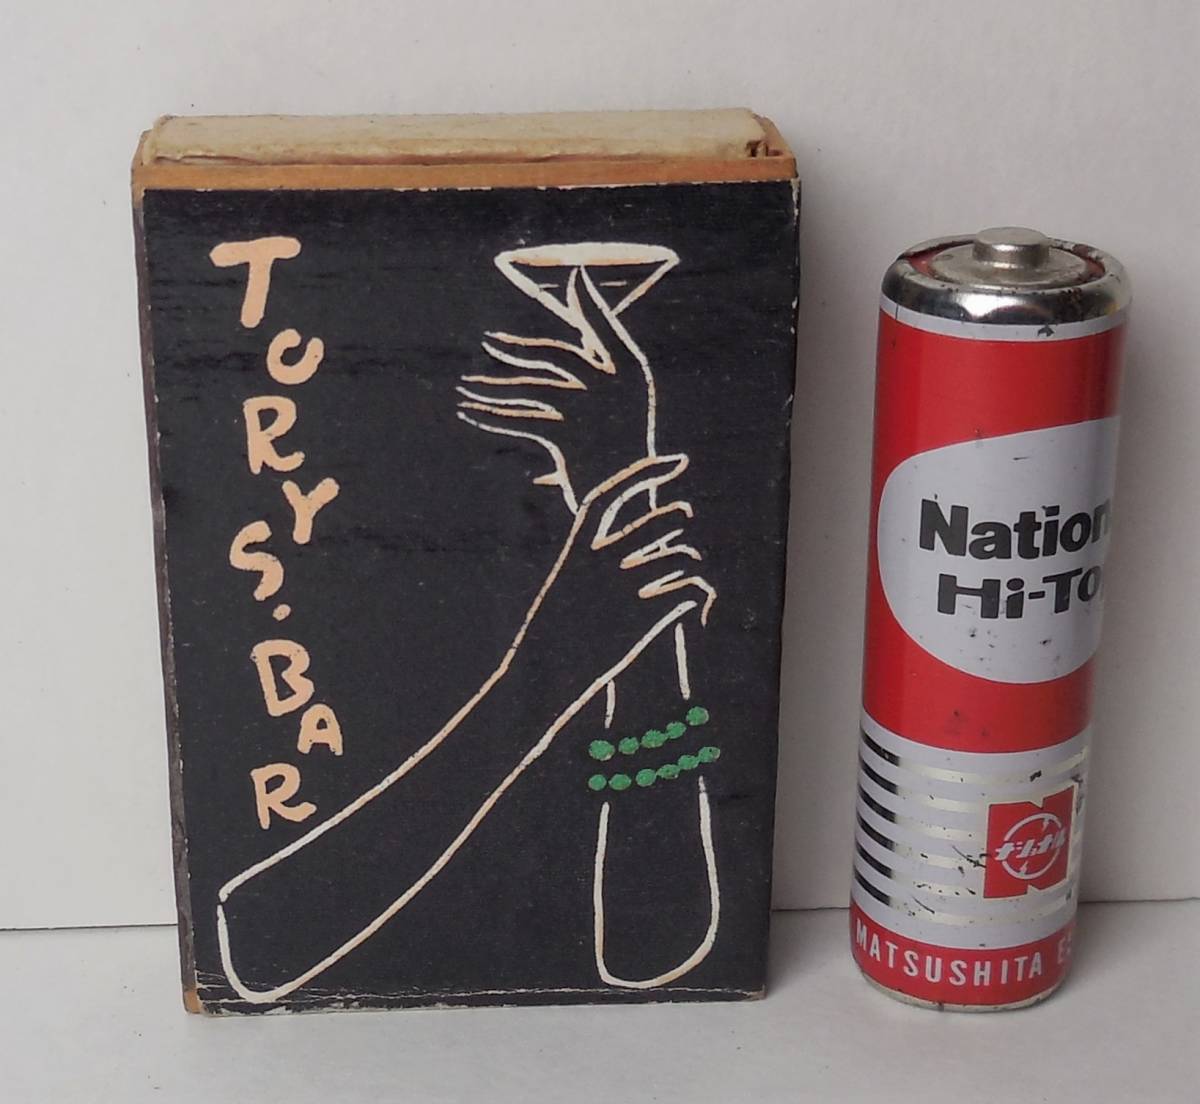 TORYS.BAR
Nation
Hi-To
ナショナル
MATSUSHITA E